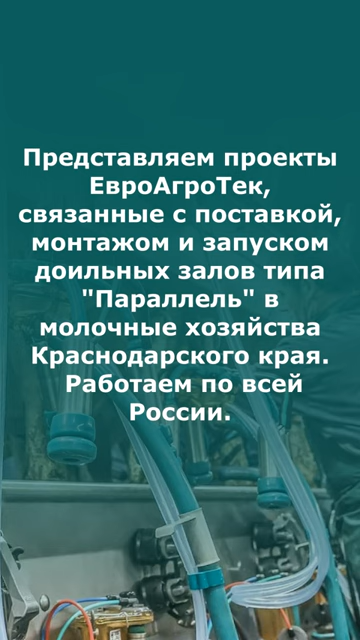 Представляем проекты
ЕвроАгроТек,
связанные с поставкой,
монтажом и запуском
доильных залов типа
"Параллель" в
молочные хозяйства
Краснодарского края.
Работаем по всей
России.